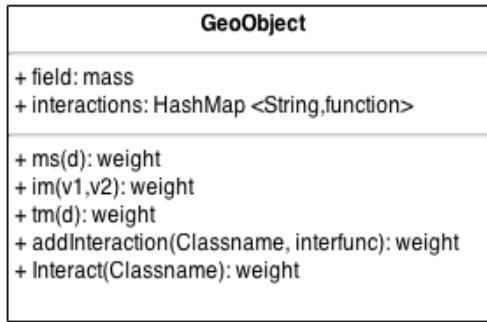 GeoObject
+ field: mass
+ interactions: HashMap <String,function>
+ ms(d): weight
+ im(v1,v2): weight
+ tm(d): weight
+ addInteraction(Classname, interfunc): weight
+ Interact(Classname): weight